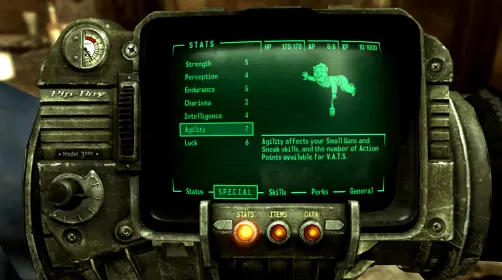 STATS
HP 170/170 AP 8/8 XP 10/1000
Strength 5
Perception 4
Endurance 5
Charisma 2
Intelligence 4
Agility 7
Luck 6
Agility affects your Small Guns and
Sneak skills, and the number of Action
Points available for V.A.T.S.
Status SPECIAL Skills Perks General
Pip-Boy
Model 3000
STATS ITEMS DATA